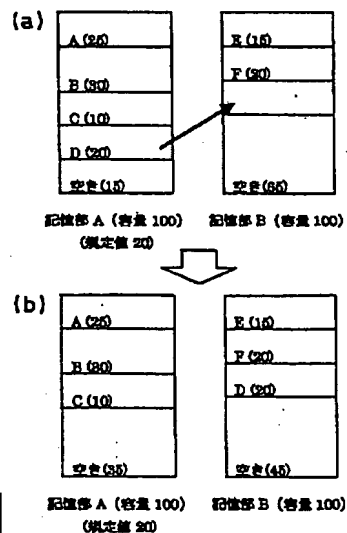 (a)
A (25)
B (30)
C (10)
D (20)
空き(15)
E (15)
F (20)
空き(65)
記憶部 A (容量 100)
(規定値 20)
記憶部 B (容量 100)
(b)
A (25)
B (30)
C (10)
空き(35)
E (15)
F (20)
D (20)
空き(45)
記憶部 A (容量 100)
(規定値 20)
記憶部 B (容量 100)